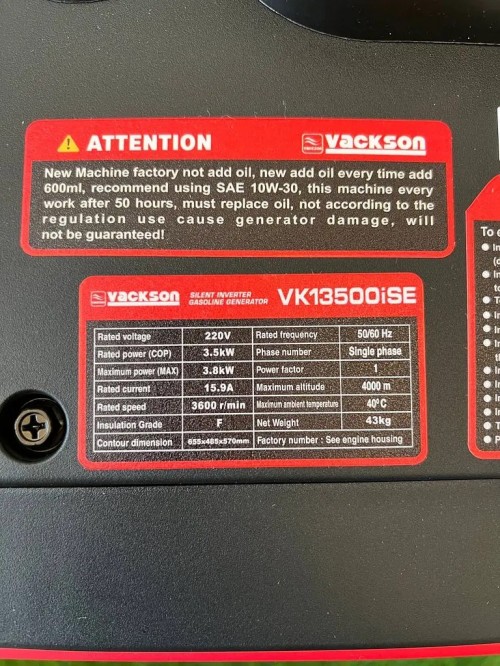 ATTENTION
vackson
New Machine factory not add oil, new add oil every time add
600ml, recommend using SAE 10W-30, this machine every
work after 50 hours, must replace oil, not according to the
regulation use cause generator damage, will
not be guaranteed!
vackson SILENT INVERTER GASOLINE GENERATOR VK13500iSE
Rated voltage 220V Rated frequency 50/60 Hz
Rated power (COP) 3.5kW Phase number Single phase
Maximum power (MAX) 3.8kW Power factor 1
Rated current 15.9A Maximum altitude 4000 m
Rated speed 3600 r/min Maximum ambient temperature 40°C
Insulation Grade F Net Weight 43kg
Contour dimension 655x485x570mm Factory number : See engine housing
To